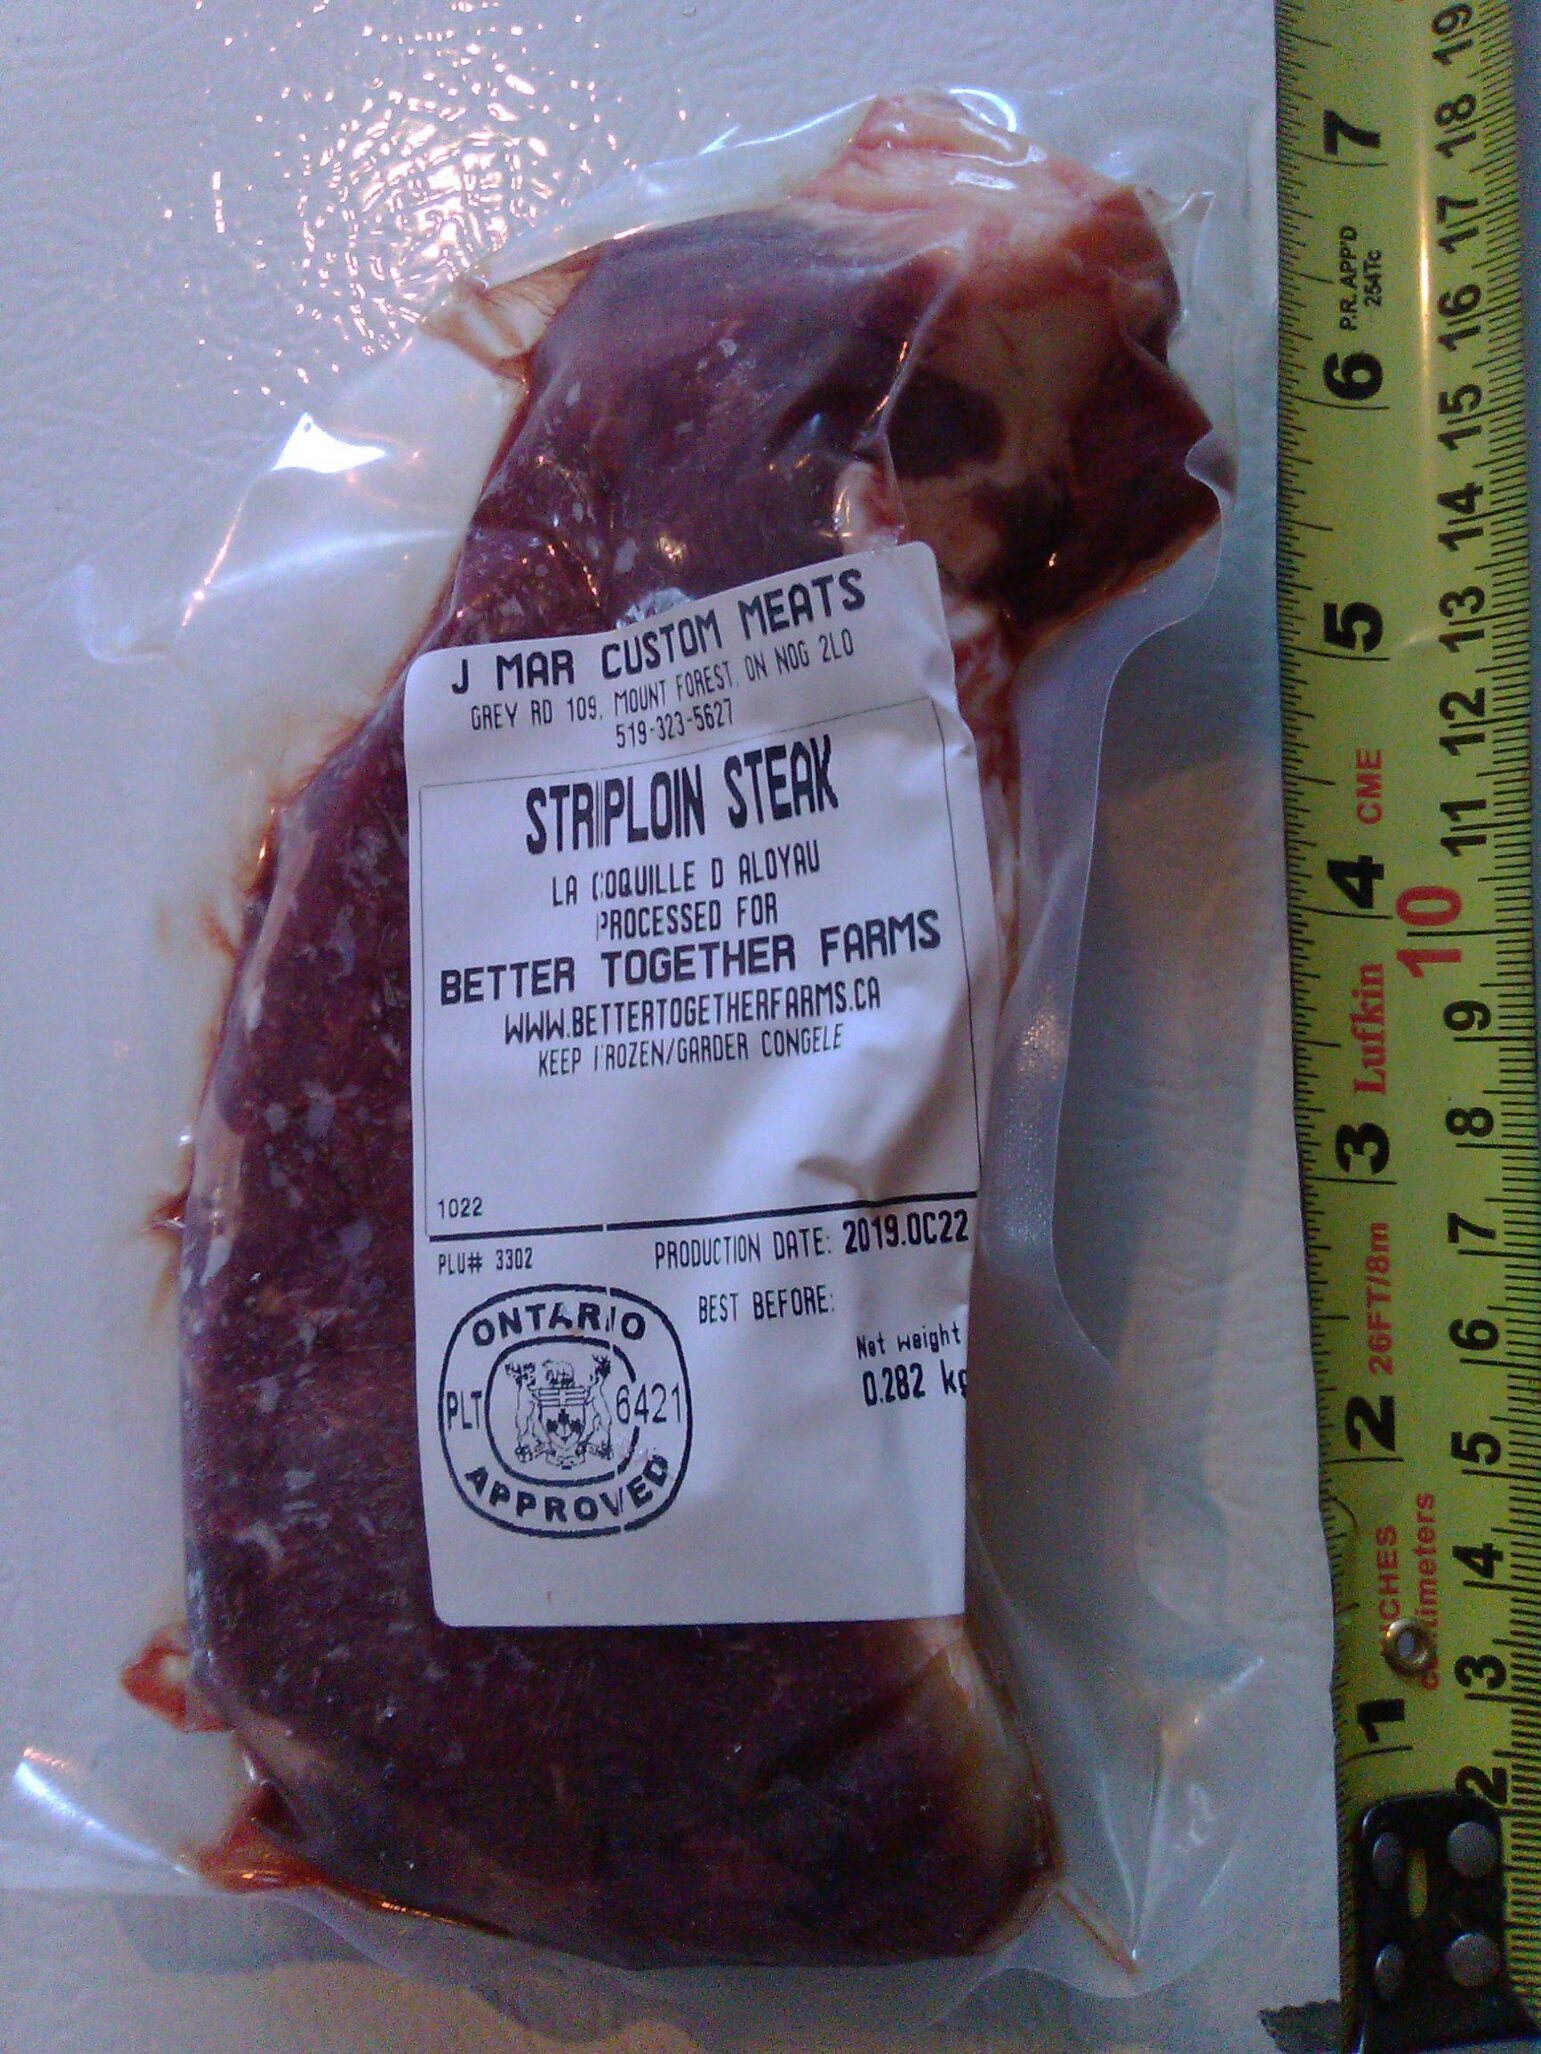 J MAR CUSTOM MEATS
GREY RD 109, MOUNT FOREST, ON N0G 2L0
519-323-5627
STRIPLOIN STEAK
LA COQUILLE D ALOYAU
PROCESSED FOR
BETTER TOGETHER FARMS
WWW.BETTERTOGETHERFARMS.CA
KEEP FROZEN/GARDER CONGELE
1022
PLU# 3302
PRODUCTION DATE: 2019.OC22
BEST BEFORE:
Net weight
0.282 kg
ONTARIO
PLT 6421
APPROVED
7
P.R. APP'D
254Tc
6
5
CME
4
Lufkin
3
26FT/8m
2
INCHES
centimeters
1
19
18
17
16
15
14
13
12
11
10
9
8
7
6
5
4
3
2